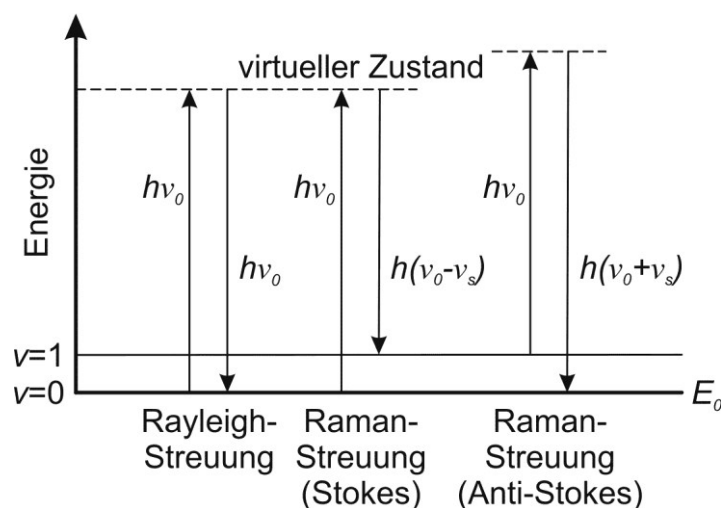 virtueller Zustand
Energie
hν₀
hν₀
hν₀
hν₀
h(ν₀-νₛ)
h(ν₀+νₛ)
v=1
v=0
E₀
Rayleigh-
Streuung
Raman-
Streuung
(Stokes)
Raman-
Streuung
(Anti-Stokes)